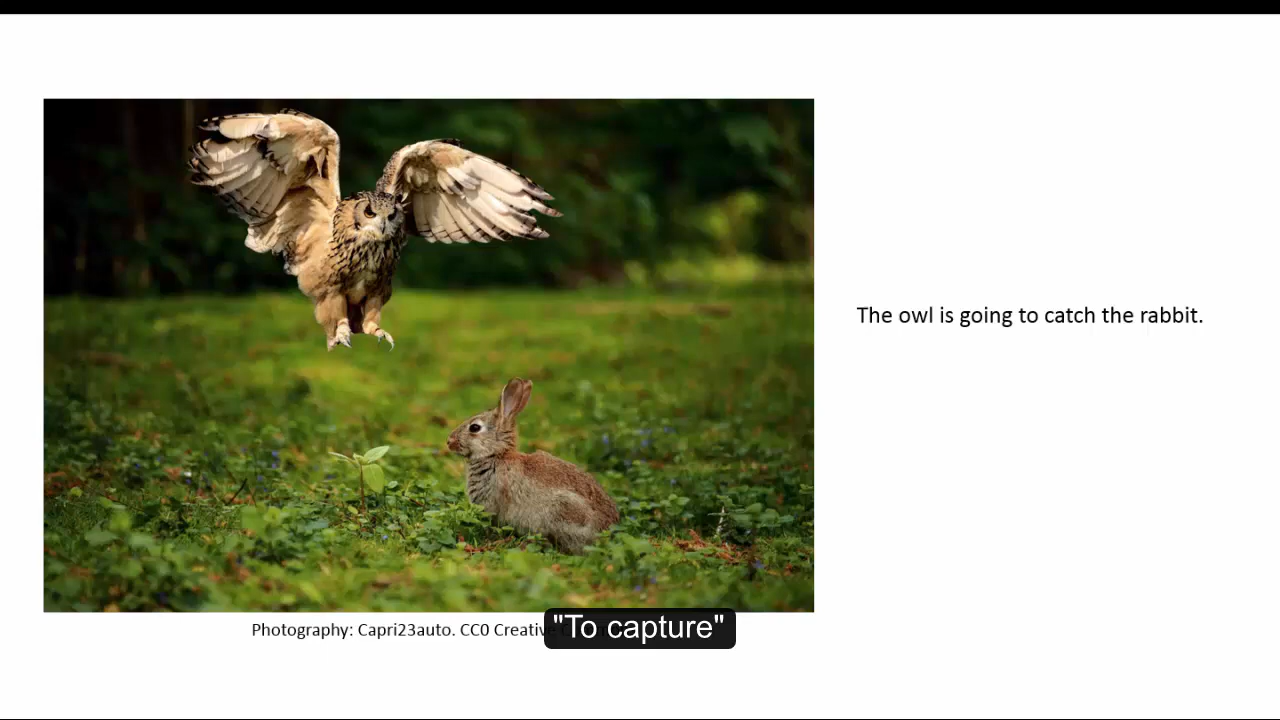 The owl is going to catch the rabbit.
Photography: Capri23auto. CC0 Creative
"To capture"